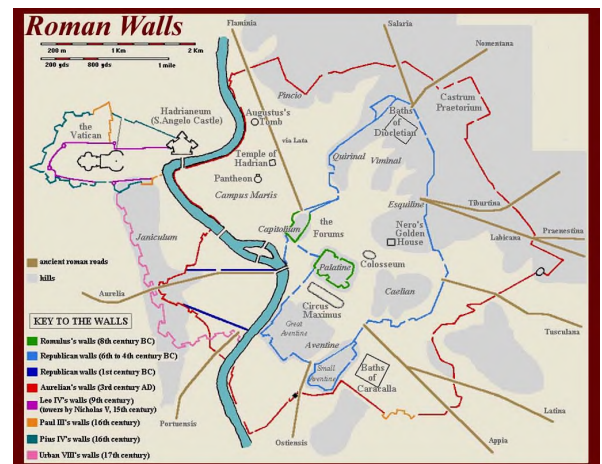 Roman Walls
200 m
1 Km
2 Km
200 yds
800 yds
1 mile
Flaminia
Salaria
Nomentana
Pincio
Castrum
Praetorium
Hadrianeum
(S.Angelo Castle)
the
Vatican
Augustus's
Tomb
Baths
of
Diocletian
via Lata
Temple of
Hadrian
Quirinal
Viminal
Pantheon
Campus Martis
Esquiline
Tiburtina
Capitolium
the
Forums
Nero's
Golden
House
Labicana
Praenestina
Janiculum
Palatine
Colosseum
ancient roman roads
hills
Aurelia
Circus
Maximus
Caelian
Great
Aventine
Tusculana
Aventine
Small
Aventine
Baths
of
Caracalla
Portuensis
Ostiensis
Appia
Latina
KEY TO THE WALLS
Romulus's walls (8th century BC)
Republican walls (6th to 4th century BC)
Republican walls (1st century BC)
Aurelian's walls (3rd century AD)
Leo IV's walls (9th century)
(towers by Nicholas V, 15th century)
Paul III's walls (16th century)
Pius IV's walls (16th century)
Urban VIII's walls (17th century)